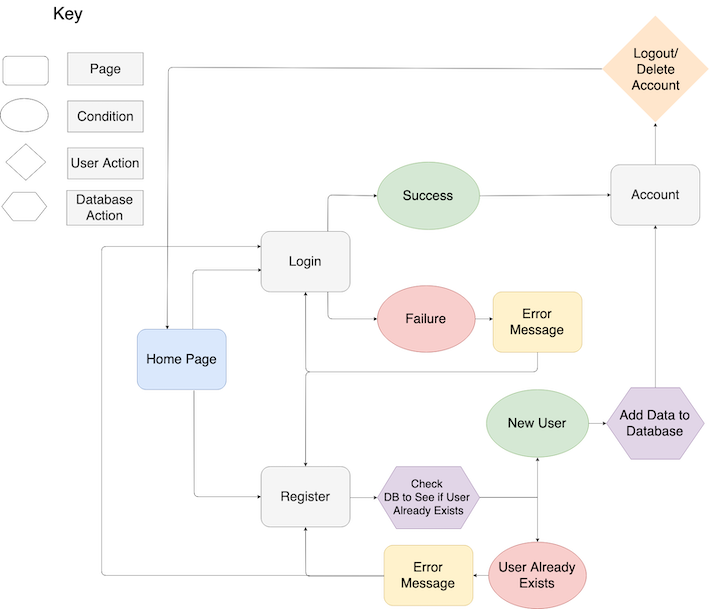 Key
Page
Condition
User Action
Database
Action
Logout/
Delete
Account
Success
Account
Login
Failure
Error
Message
Home Page
New User
Add Data to
Database
Register
Check
DB to See if User
Already Exists
Error
Message
User Already
Exists